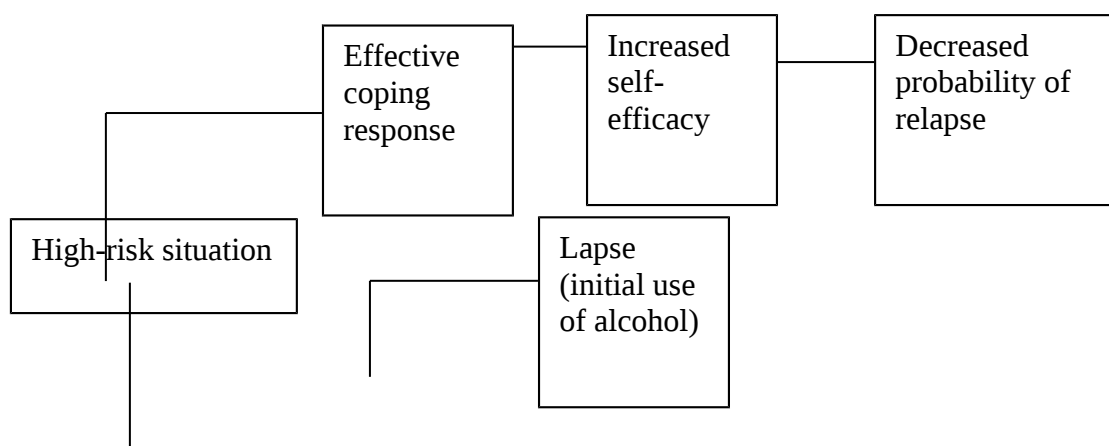 Effective
coping
response
Increased
self-
efficacy
Decreased
probability of
relapse
High-risk situation
Lapse
(initial use
of alcohol)